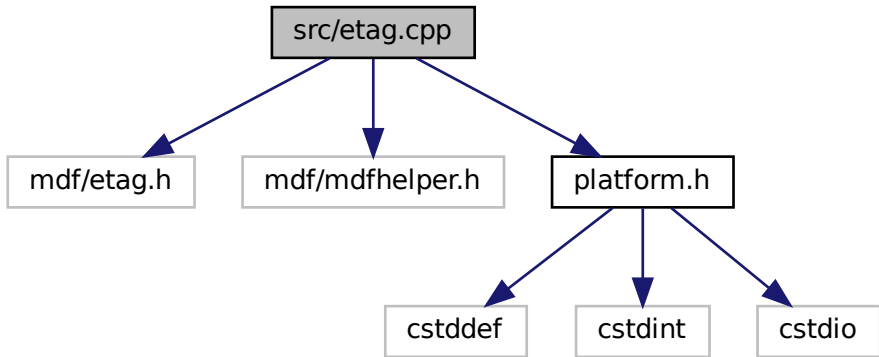 src/etag.cpp
mdf/etag.h
mdf/mdfhelper.h
platform.h
cstddef
cstdint
cstdio